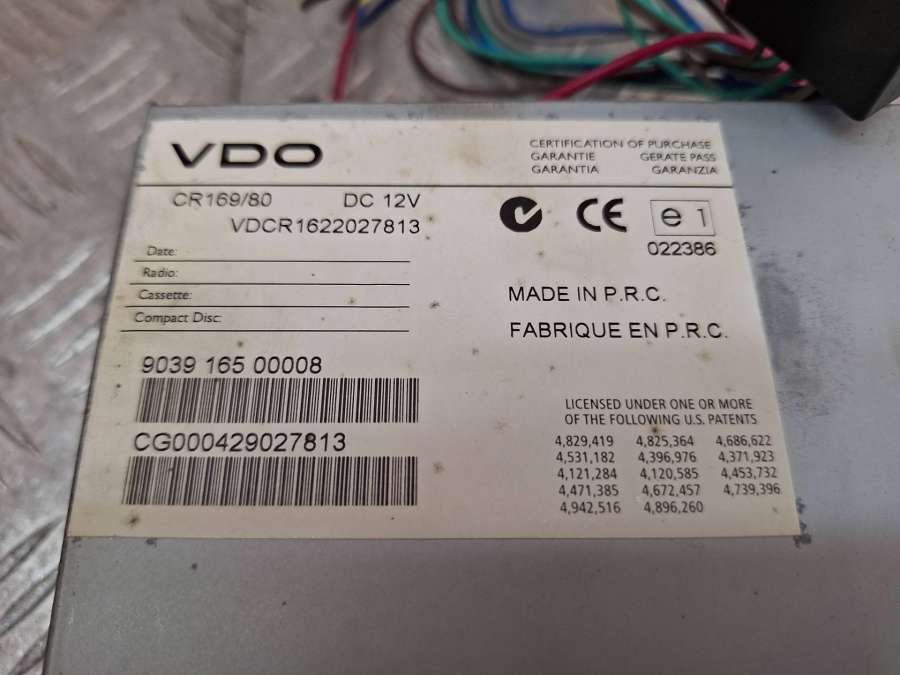 VDO
CERTIFICATION OF PURCHASE
GARANTIE GERATE PASS
GARANTIA GARANZIA
CR169/80 DC 12V
VDCR1622027813
CE e 1
022386
Date:
Radio:
Cassette:
Compact Disc:
MADE IN P.R.C.
FABRIQUE EN P.R.C.
9039 165 00008
CG000429027813
LICENSED UNDER ONE OR MORE
OF THE FOLLOWING U.S. PATENTS
4,829,419 4,825,364 4,686,622
4,531,182 4,396,976 4,371,923
4,121,284 4,120,585 4,453,732
4,471,385 4,672,457 4,739,396
4,942,516 4,896,260